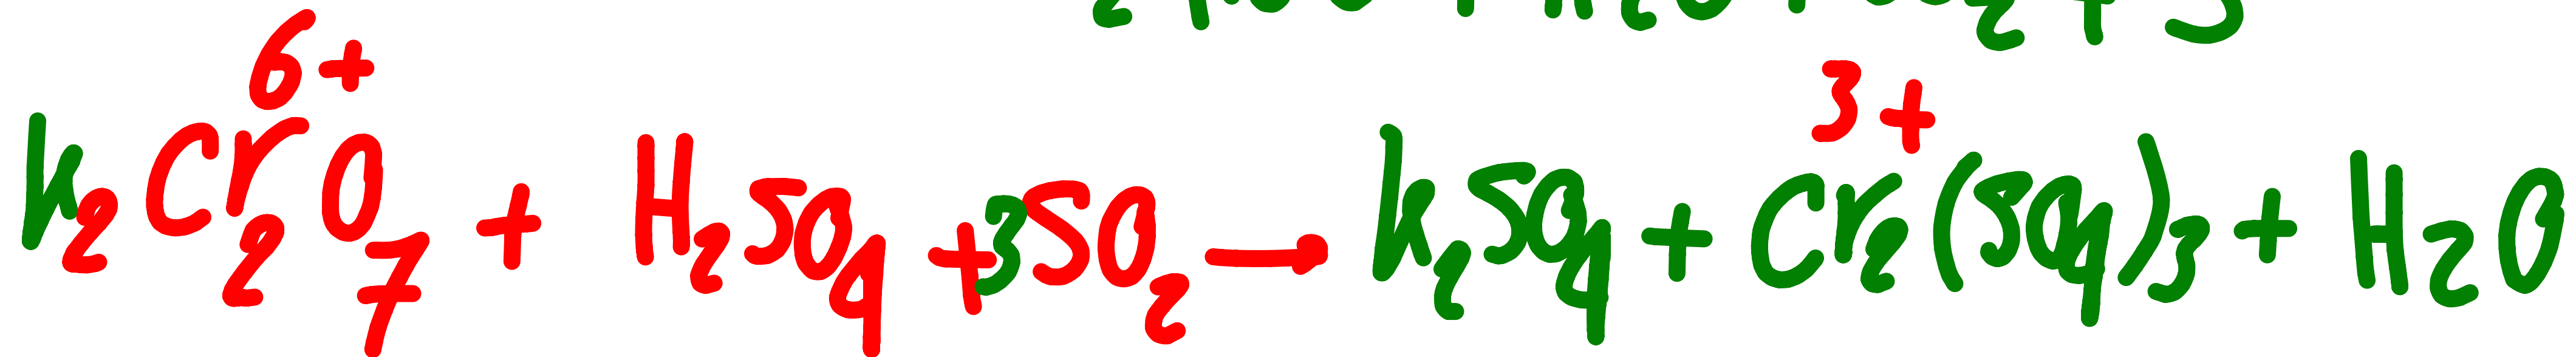 6+ 3+
K₂Cr₂O₇ + H₂SO₄ + 3SO₂ → K₂SO₄ + Cr₂(SO₄)₃ + H₂O